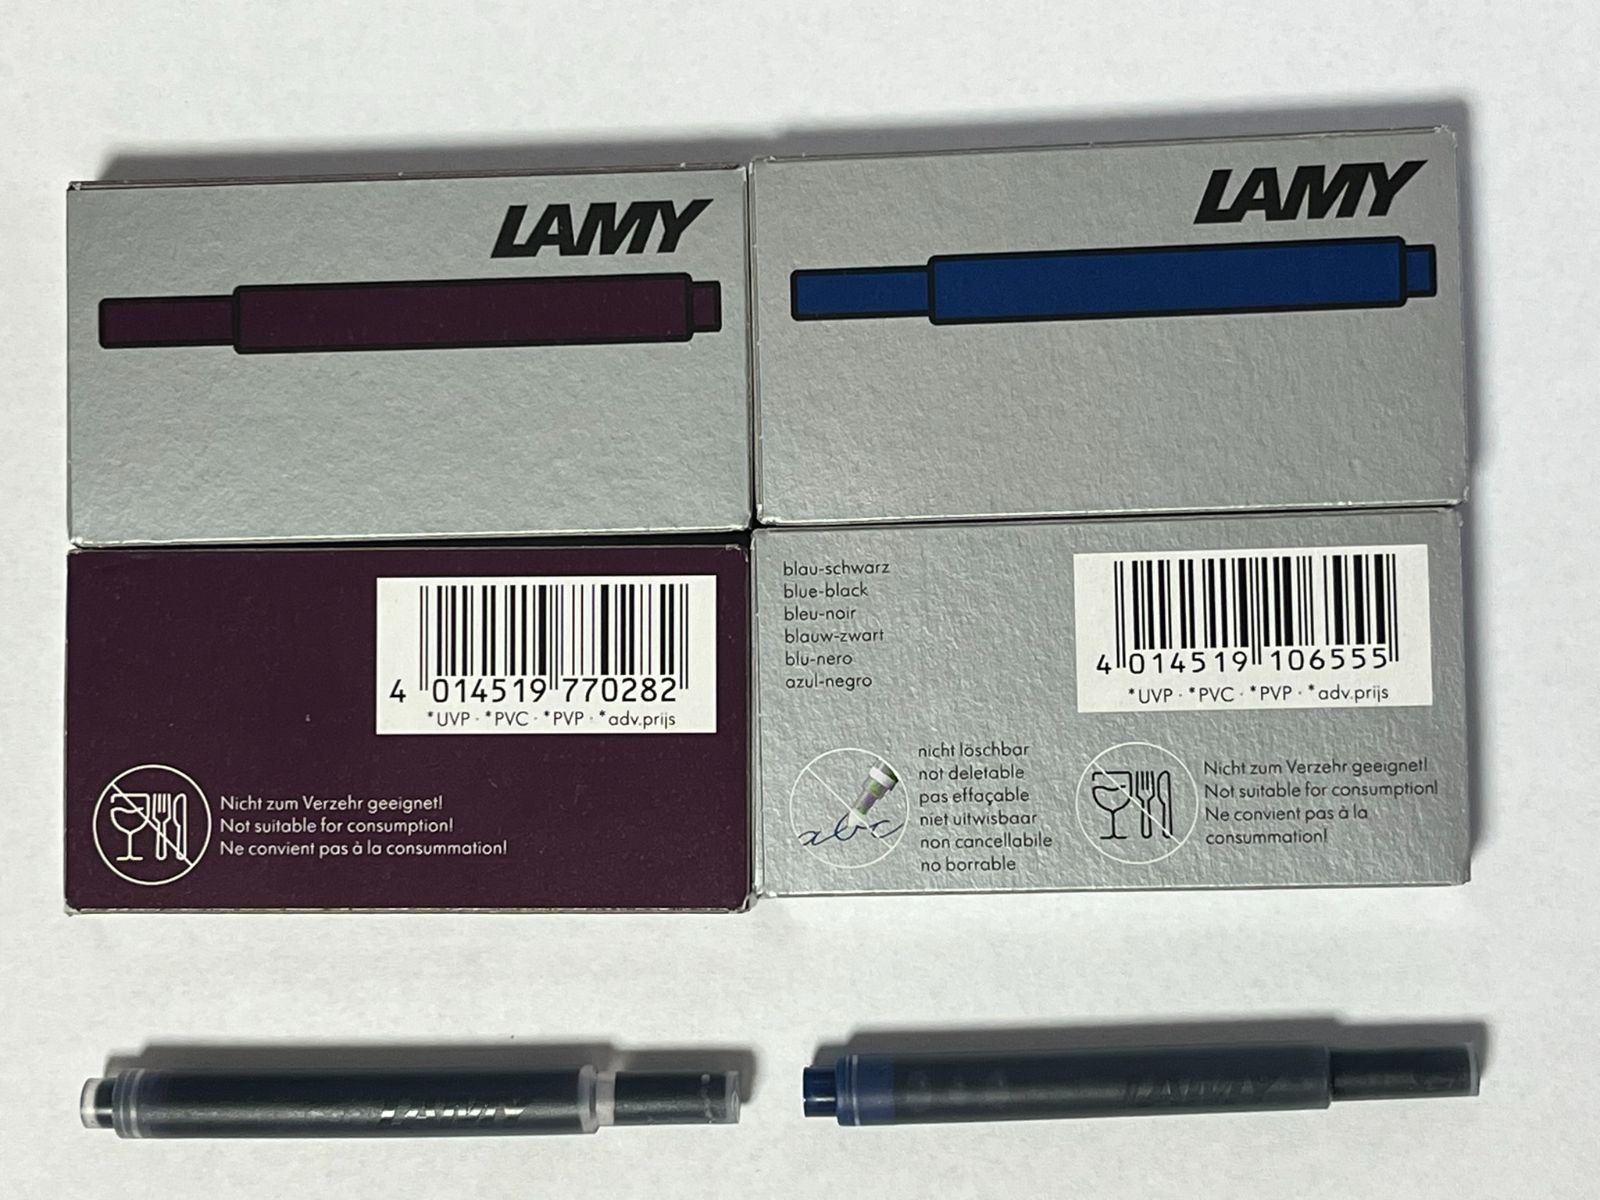 LAMY
LAMY
4 014519 770282
*UVP · *PVC · *PVP · *adv.prijs
Nicht zum Verzehr geeignet!
Not suitable for consumption!
Ne convient pas à la consummation!
blau-schwarz
blue-black
bleu-noir
blauw-zwart
blu-nero
azul-negro
4 014519 106555
*UVP · *PVC · *PVP · *adv.prijs
abc
nicht löschbar
not deletable
pas effaçable
niet uitwisbaar
non cancellabile
no borrable
Nicht zum Verzehr geeignet!
Not suitable for consumption!
Ne convient pas à la
consummation!
LAMY
LAMY